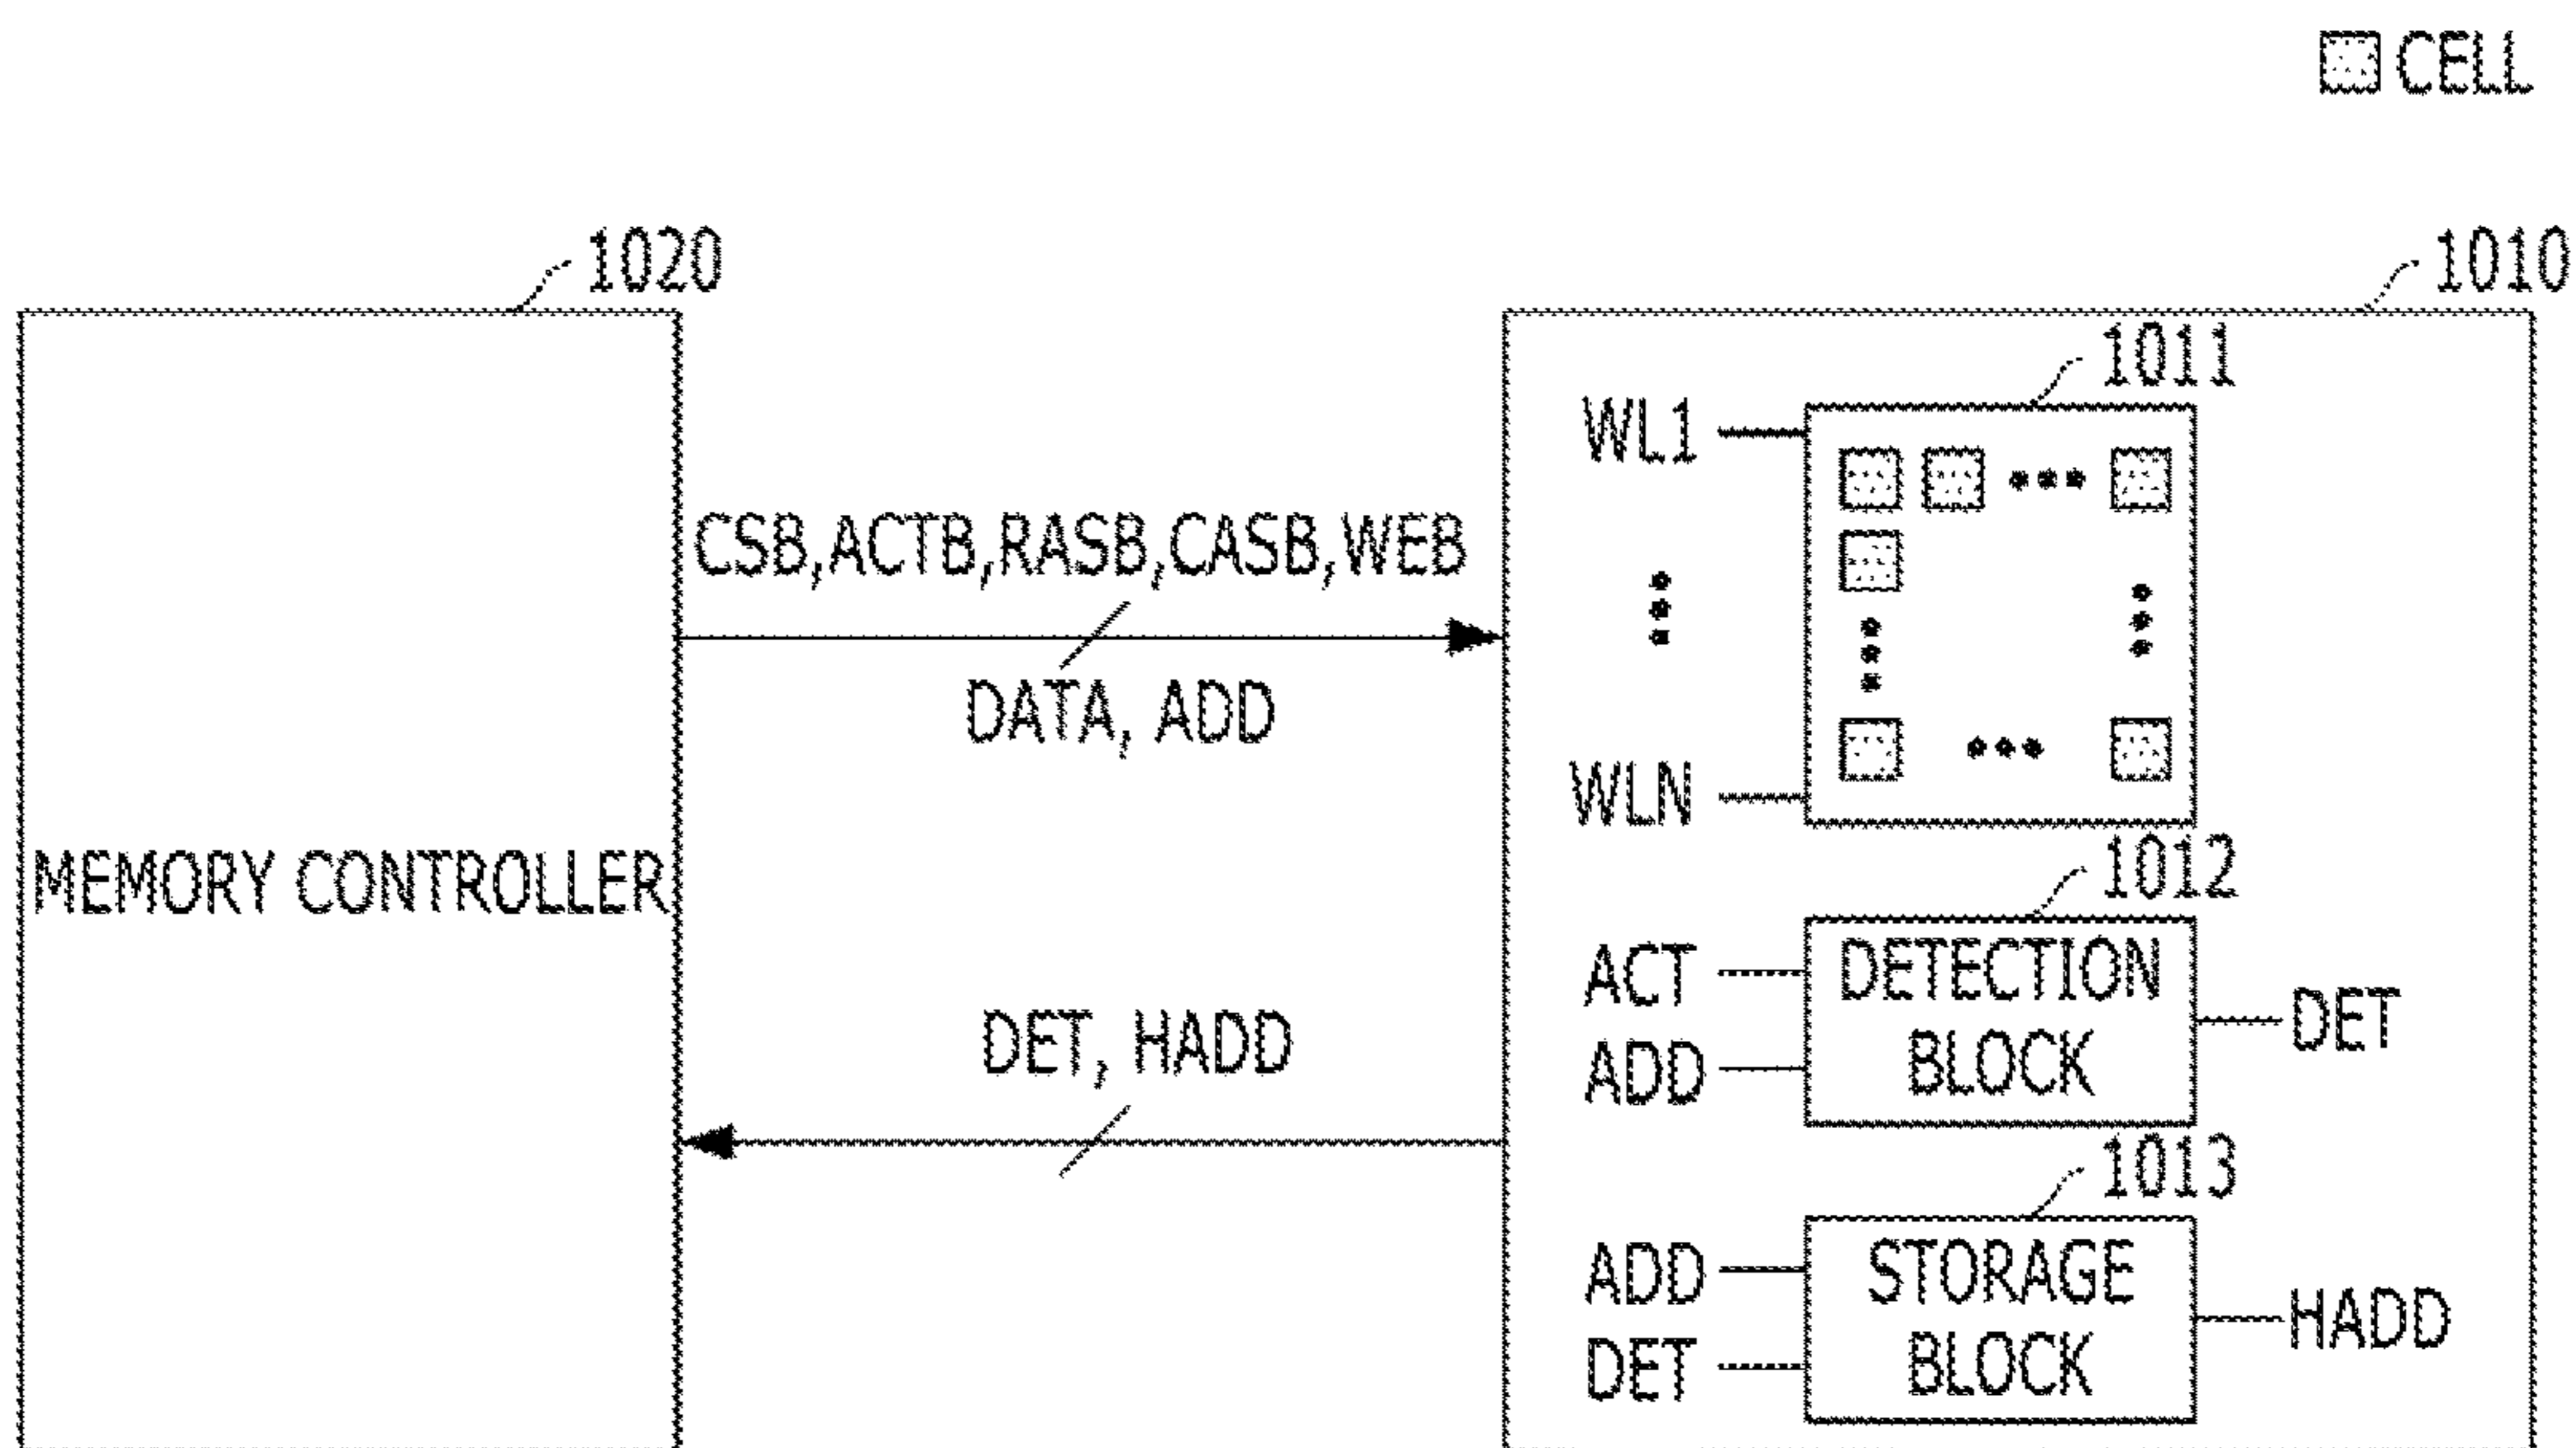 CELL
1020
1010
1011
WL1
CSB,ACTB,RASB,CASB,WEB
DATA, ADD
WLN
MEMORY CONTROLLER
1012
ACT
DETECTION
BLOCK
ADD
DET
DET, HADD
1013
ADD
STORAGE
BLOCK
DET
HADD